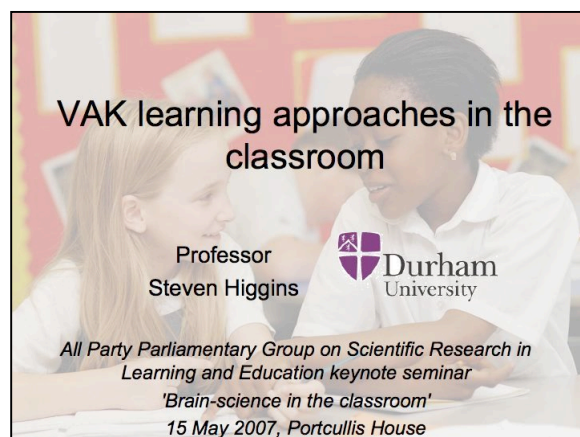 VAK learning approaches in the
classroom
Professor
Steven Higgins
Durham
University
All Party Parliamentary Group on Scientific Research in
Learning and Education keynote seminar
'Brain-science in the classroom'
15 May 2007, Portcullis House